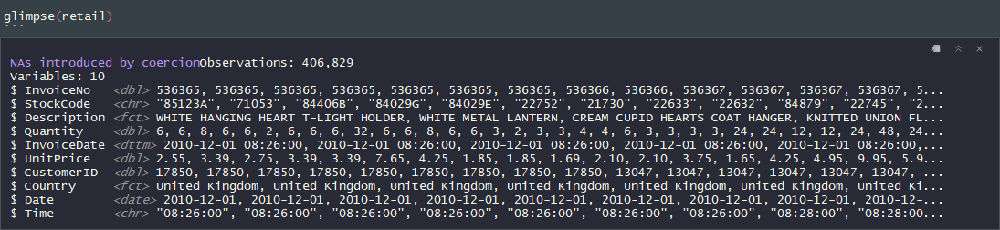 glimpse(retail)
```
NAs introduced by coercionObservations: 406,829
Variables: 10
$ InvoiceNo <dbl> 536365, 536365, 536365, 536365, 536365, 536365, 536365, 536366, 536366, 536367, 536367, 536367, 536367, 5...
$ StockCode <chr> "85123A", "71053", "84406B", "84029G", "84029E", "22752", "21730", "22633", "22632", "84879", "22745", "2...
$ Description <fct> WHITE HANGING HEART T-LIGHT HOLDER, WHITE METAL LANTERN, CREAM CUPID HEARTS COAT HANGER, KNITTED UNION FL...
$ Quantity <dbl> 6, 6, 8, 6, 6, 2, 6, 6, 6, 32, 6, 6, 8, 6, 6, 3, 2, 3, 3, 4, 4, 6, 3, 3, 3, 3, 24, 24, 12, 12, 24, 48, 24...
$ InvoiceDate <dttm> 2010-12-01 08:26:00, 2010-12-01 08:26:00, 2010-12-01 08:26:00, 2010-12-01 08:26:00, 2010-12-01 08:26:00,...
$ UnitPrice <dbl> 2.55, 3.39, 2.75, 3.39, 3.39, 7.65, 4.25, 1.85, 1.85, 1.69, 2.10, 2.10, 3.75, 1.65, 4.25, 4.95, 9.95, 5.9...
$ CustomerID <dbl> 17850, 17850, 17850, 17850, 17850, 17850, 17850, 17850, 17850, 13047, 13047, 13047, 13047, 13047, ...
$ Country <fct> United Kingdom, United Kingdom, United Kingdom, United Kingdom, United Kingdom, United Kingdom, United Ki...
$ Date <date> 2010-12-01, 2010-12-01, 2010-12-01, 2010-12-01, 2010-12-01, 2010-12-01, 2010-12-01, 2010-12-01, 2010-12-...
$ Time <chr> "08:26:00", "08:26:00", "08:26:00", "08:26:00", "08:26:00", "08:26:00", "08:26:00", "08:28:00", "08:28:00...